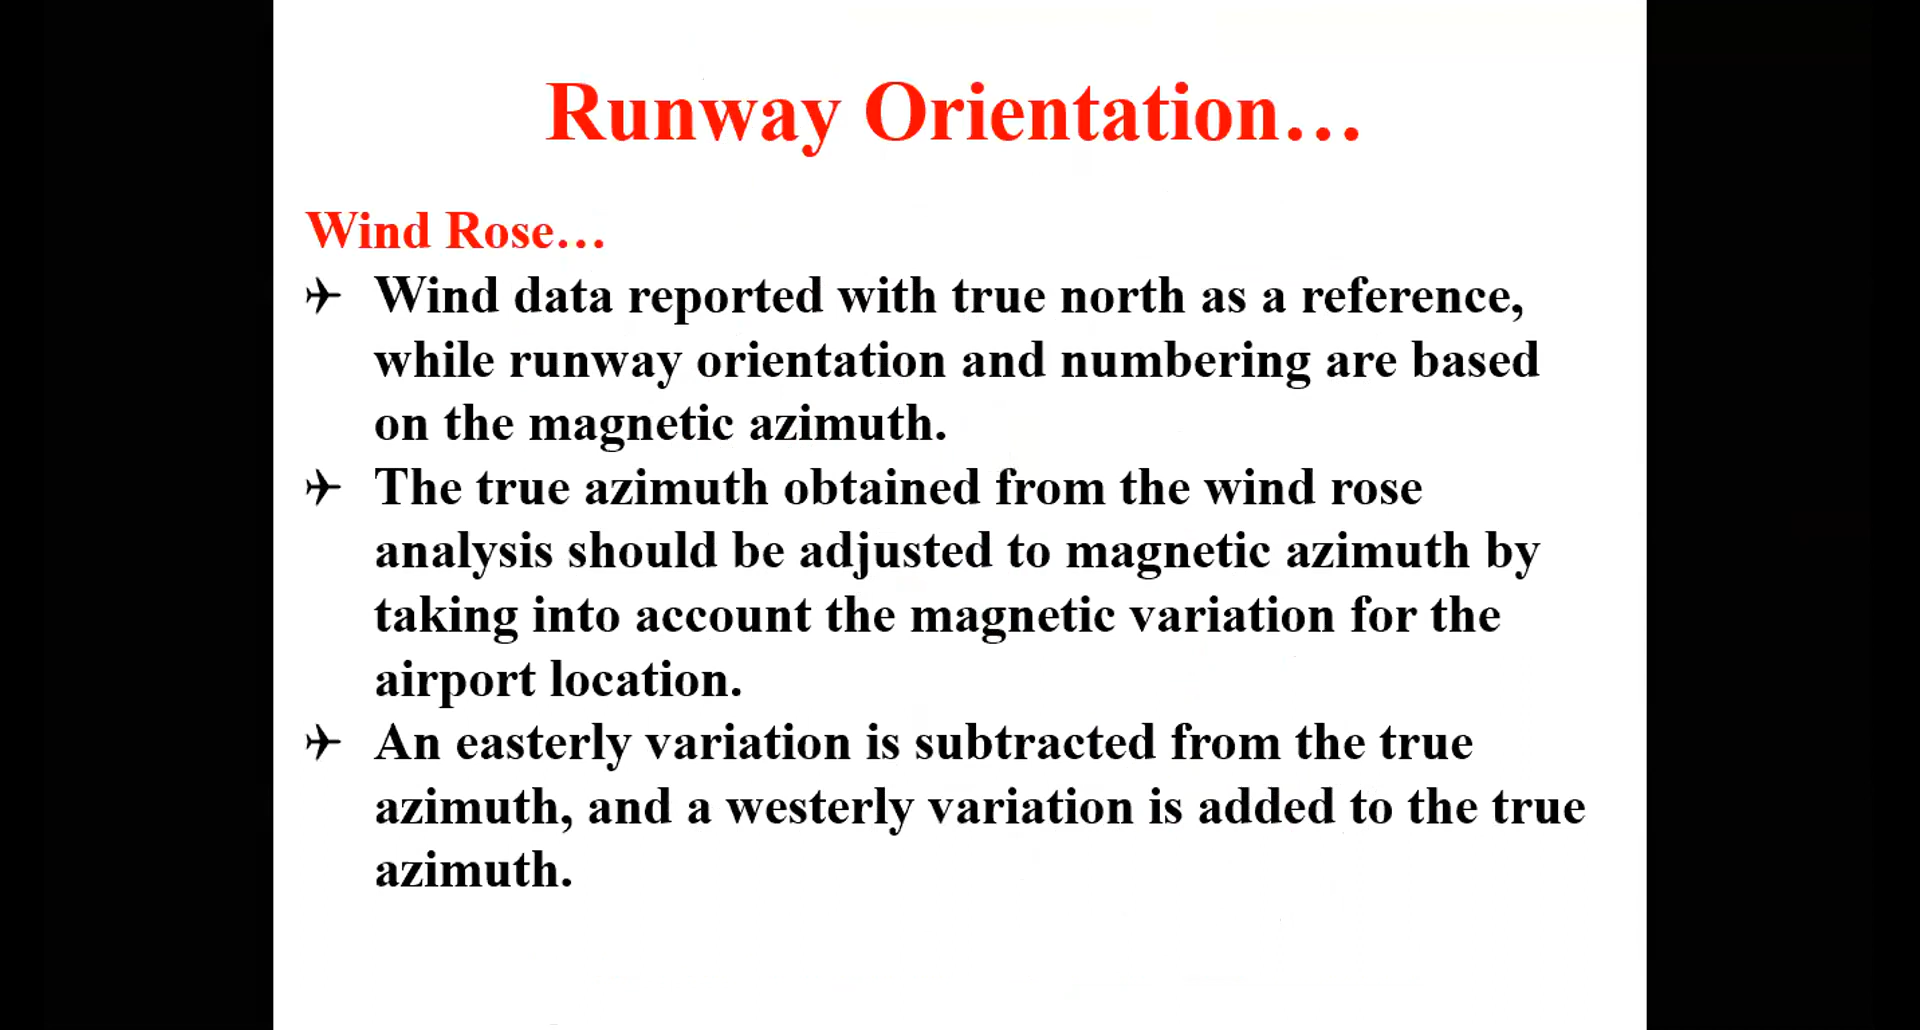 Runway Orientation…
Wind Rose…
✈ Wind data reported with true north as a reference,
while runway orientation and numbering are based
on the magnetic azimuth.
✈ The true azimuth obtained from the wind rose
analysis should be adjusted to magnetic azimuth by
taking into account the magnetic variation for the
airport location.
✈ An easterly variation is subtracted from the true
azimuth, and a westerly variation is added to the true
azimuth.